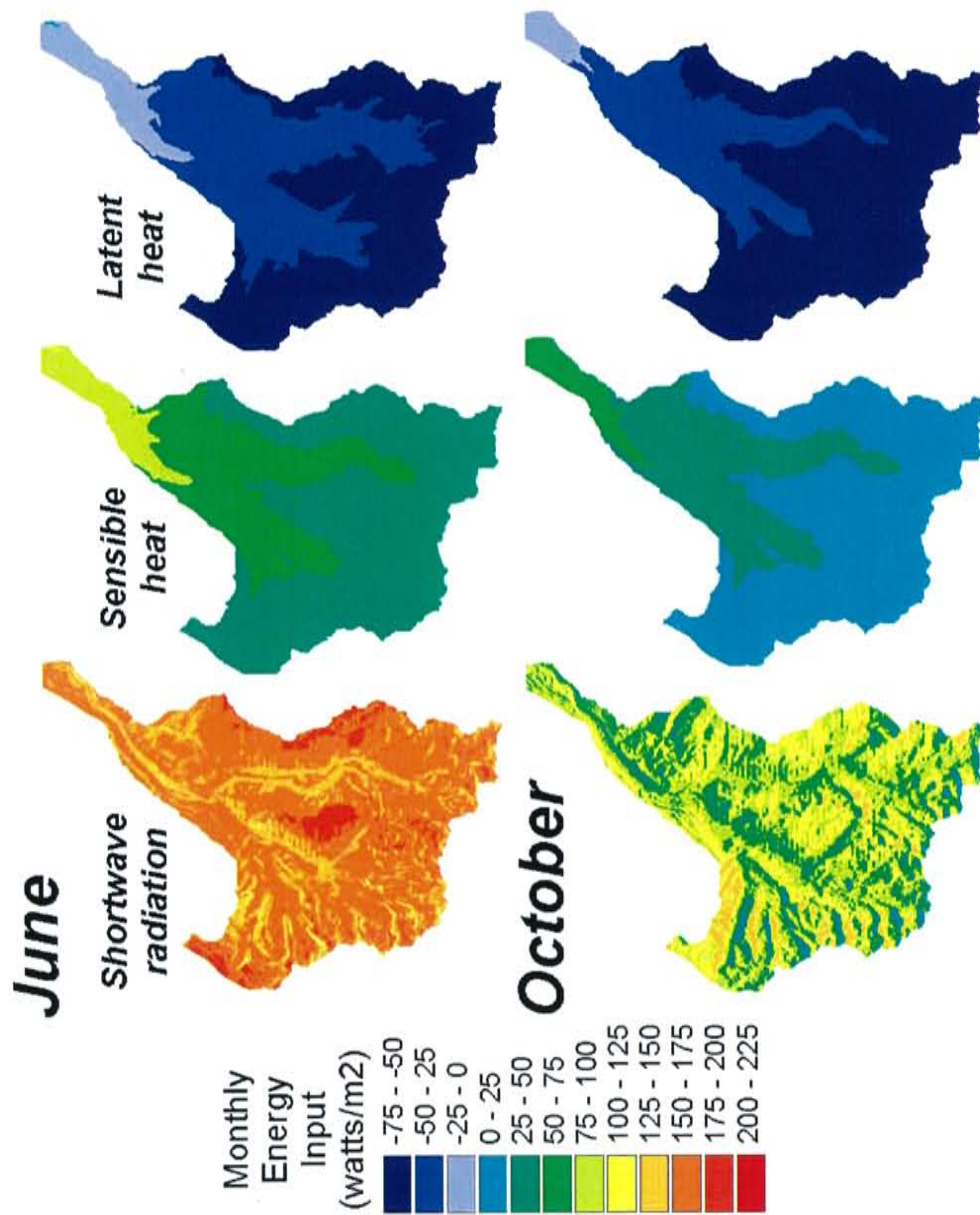 June
Shortwave
radiation
Sensible
heat
Latent
heat
Monthly
Energy
Input
(watts/m2)
-75 - -50
-50 - -25
-25 - 0
0 - 25
25 - 50
50 - 75
75 - 100
100 - 125
125 - 150
150 - 175
175 - 200
200 - 225
October